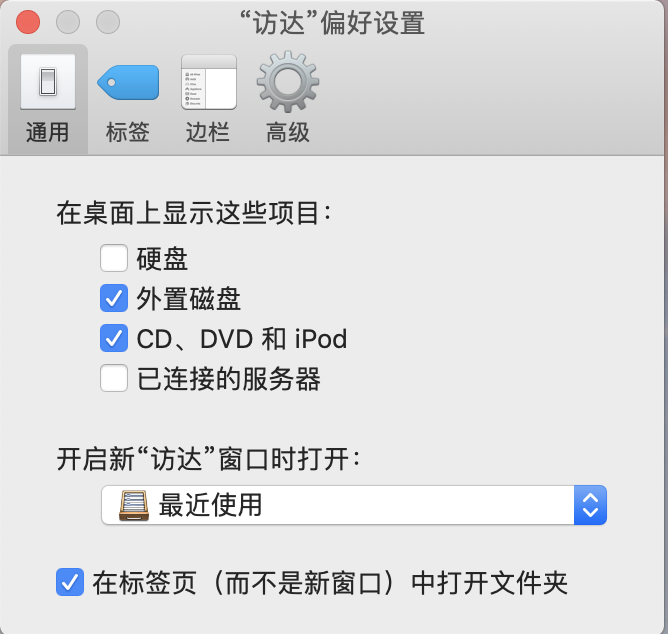 “访达”偏好设置
通用 标签 边栏 高级
在桌面上显示这些项目：
硬盘
外置磁盘
CD、DVD 和 iPod
已连接的服务器
开启新“访达”窗口时打开：
最近使用
在标签页（而不是新窗口）中打开文件夹